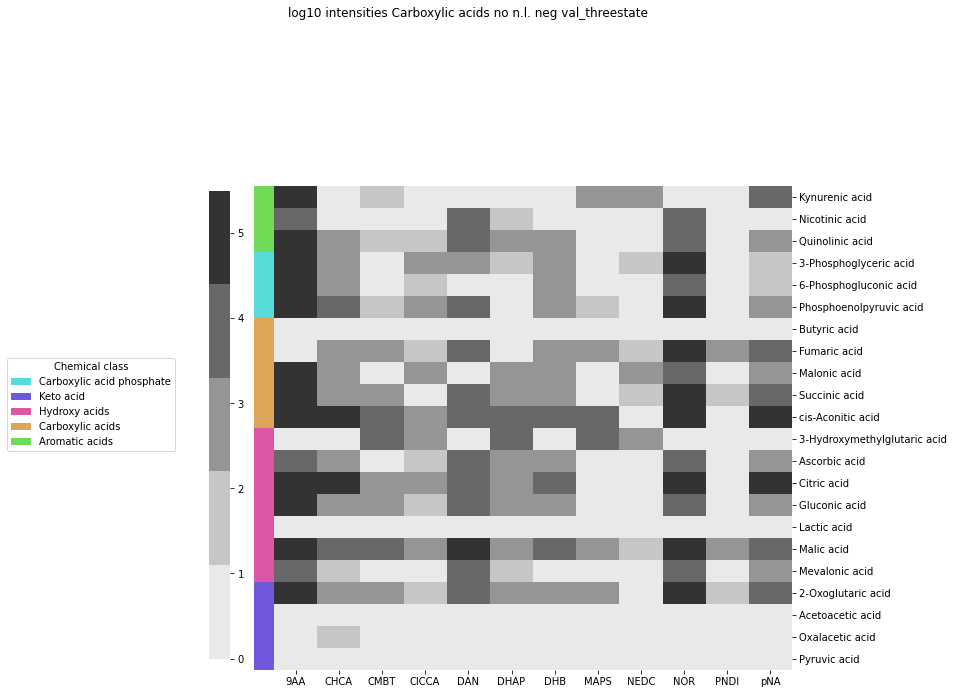 log10 intensities Carboxylic acids no n.l. neg val_threestate
5
4
3
2
1
0
Chemical class
Carboxylic acid phosphate
Keto acid
Hydroxy acids
Carboxylic acids
Aromatic acids
Kynurenic acid
Nicotinic acid
Quinolinic acid
3-Phosphoglyceric acid
6-Phosphogluconic acid
Phosphoenolpyruvic acid
Butyric acid
Fumaric acid
Malonic acid
Succinic acid
cis-Aconitic acid
3-Hydroxymethylglutaric acid
Ascorbic acid
Citric acid
Gluconic acid
Lactic acid
Malic acid
Mevalonic acid
2-Oxoglutaric acid
Acetoacetic acid
Oxalacetic acid
Pyruvic acid
9AA CHCA CMBT ClCCA DAN DHAP DHB MAPS NEDC NOR PNDI pNA